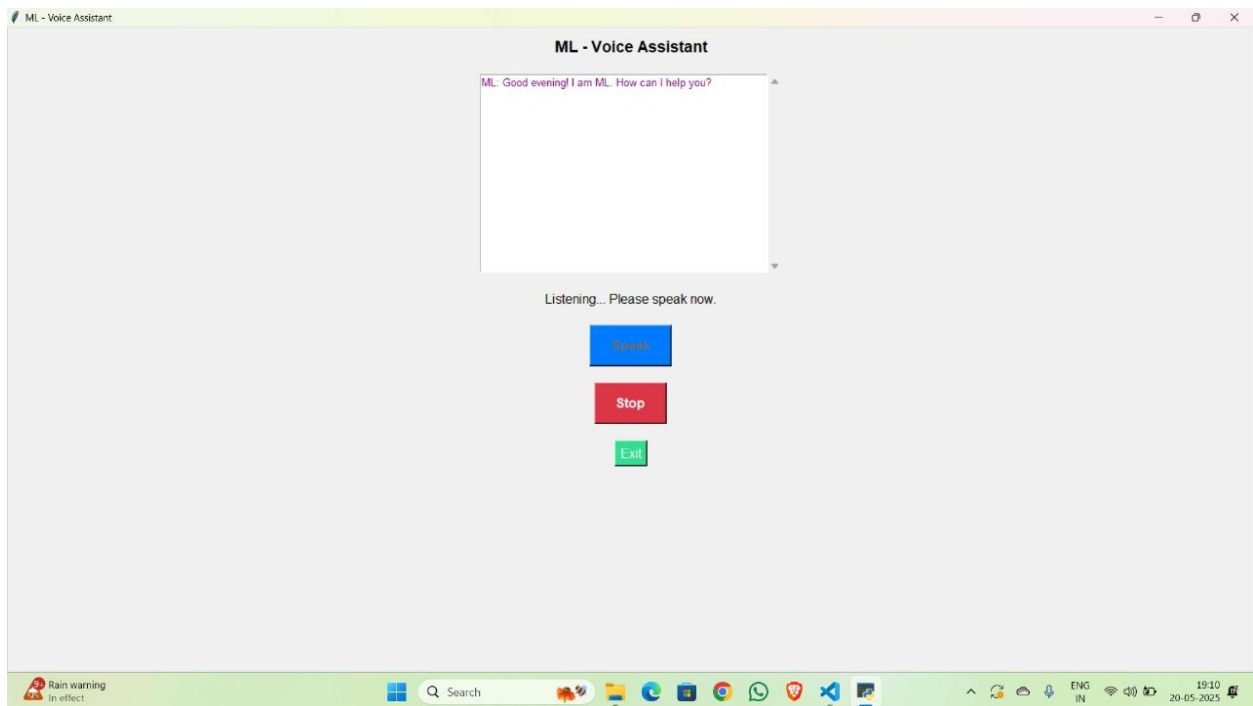 ML - Voice Assistant
ML - Voice Assistant
ML: Good evening! I am ML. How can I help you?
Listening... Please speak now.
Speak
Stop
Exit
Rain warning
In effect
Search
ENG
IN
19:10
20-05-2025